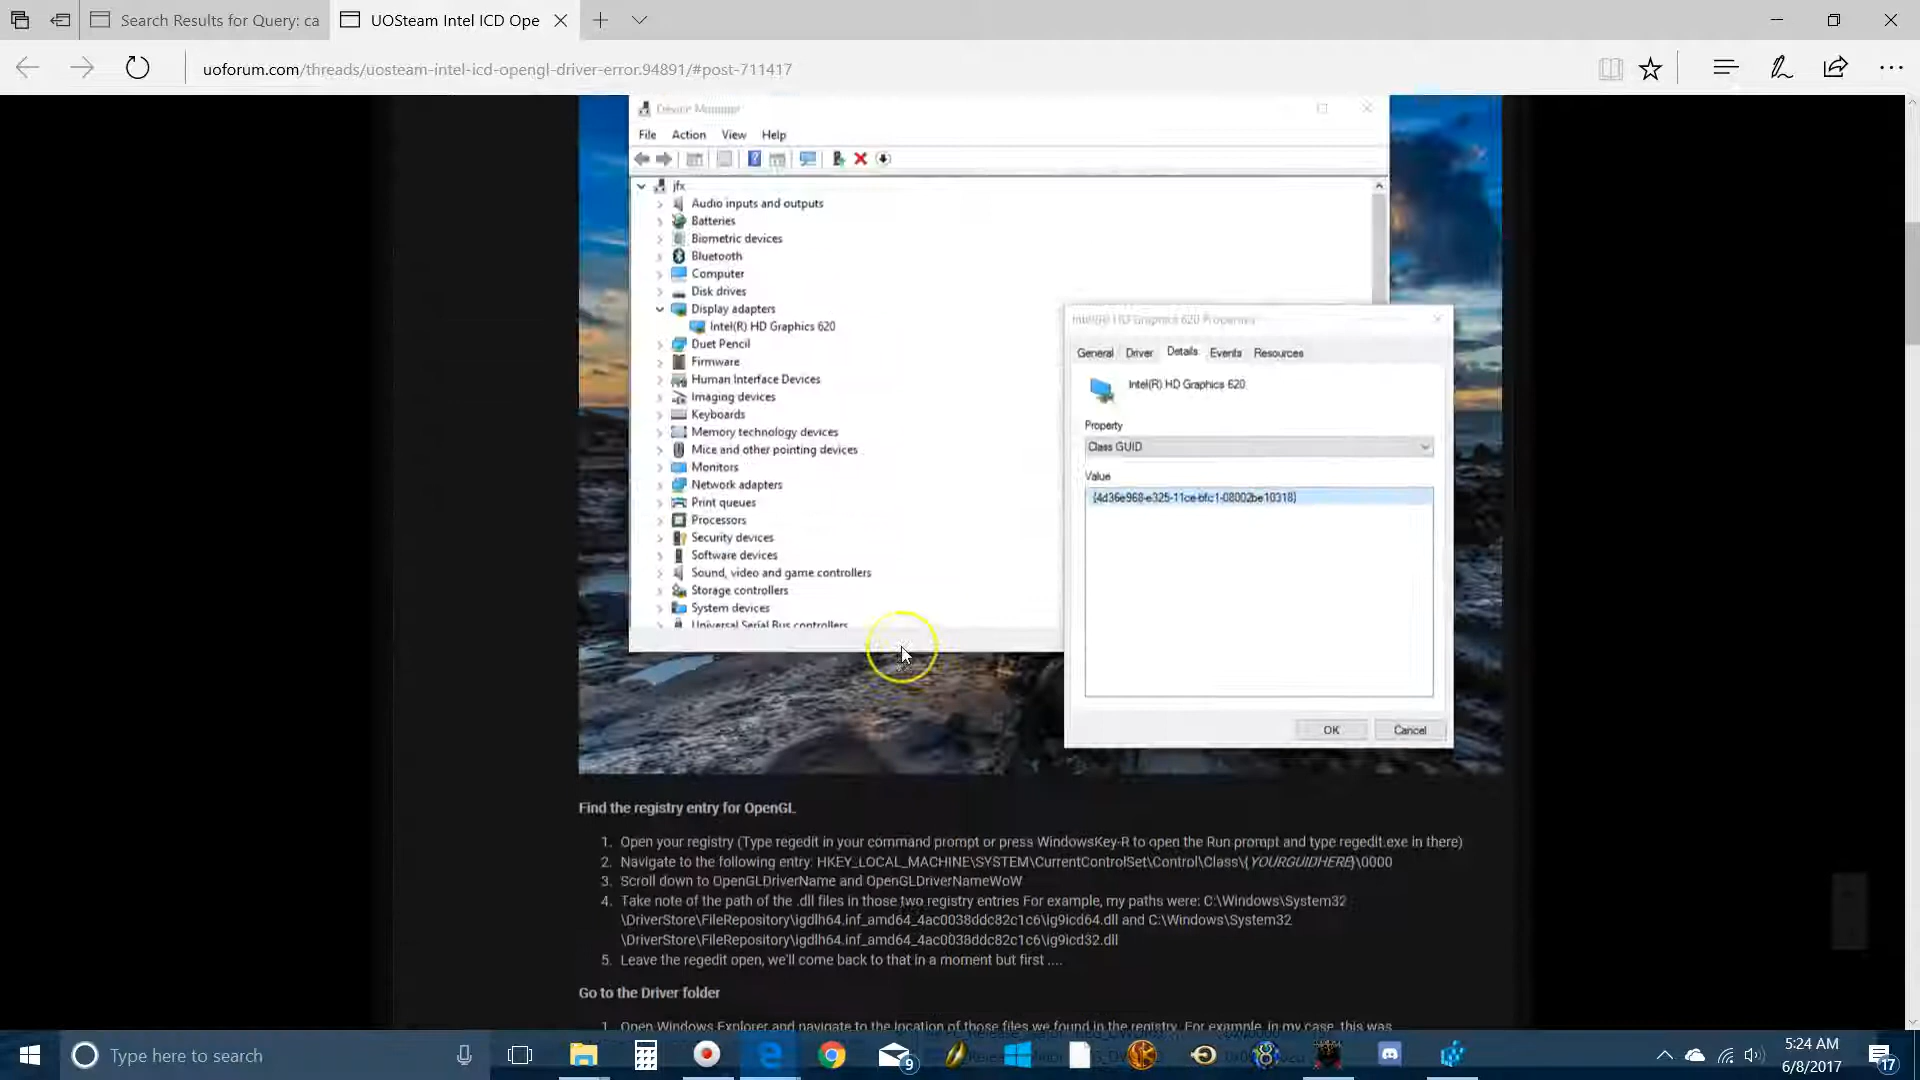 Search Results for Query: ca
UOSteam Intel ICD Ope
uoforum.com/threads/uosteam-intel-icd-opengl-driver-error.94891/#post-711417
Device Manager
File Action View Help
jfx
Audio inputs and outputs
Batteries
Biometric devices
Bluetooth
Computer
Disk drives
Display adapters
Intel(R) HD Graphics 620
Duet Pencil
Firmware
Human Interface Devices
Imaging devices
Keyboards
Memory technology devices
Mice and other pointing devices
Monitors
Network adapters
Print queues
Processors
Security devices
Software devices
Sound, video and game controllers
Storage controllers
System devices
Universal Serial Bus controllers
Intel(R) HD Graphics 620 Properties
General Driver Details Events Resources
Intel(R) HD Graphics 620
Property
Class GUID
Value
{4d36e968-e325-11ce-bfc1-08002be10318}
OK Cancel
Find the registry entry for OpenGL.
1. Open your registry (Type regedit in your command prompt or press WindowsKey-R to open the Run prompt and type regedit.exe in there)
2. Navigate to the following entry: HKEY_LOCAL_MACHINE\SYSTEM\CurrentControlSet\Control\Class\{YOURGUIDHERE}\0000
3. Scroll down to OpenGLDriverName and OpenGLDriverNameWoW
4. Take note of the path of the .dll files in those two registry entries For example, my paths were: C:\Windows\System32
\DriverStore\FileRepository\igdlh64.inf_amd64_4ac0038ddc82c1c6\ig9icd64.dll and C:\Windows\System32
\DriverStore\FileRepository\igdlh64.inf_amd64_4ac0038ddc82c1c6\ig9icd32.dll
5. Leave the regedit open, we'll come back to that in a moment but first ....
Go to the Driver folder
1. Open Windows Explorer and navigate to the location of those files we found in the registry. For example, in my case, this was
Type here to search
9
5:24 AM
6/8/2017
17